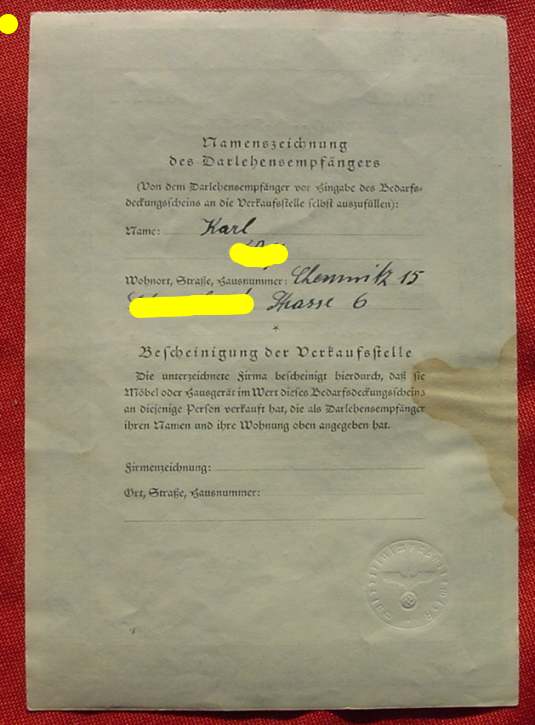 Namenszeichnung
des Darlehensempfängers
(Von dem Darlehensempfänger vor Hingabe des Bedarfs-
deckungsscheins an die Verkaufsstelle selbst auszufüllen):
Name: Karl
Wohnort, Straße, Hausnummer: Chemnitz 15
Strasse 6
*
Bescheinigung der Verkaufsstelle
Die unterzeichnete Firma bescheinigt hierdurch, daß sie
Möbel oder Hausgerät im Wert dieses Bedarfsdeckungsscheins
an diejenige Person verkauft hat, die als Darlehensempfänger
ihren Namen und ihre Wohnung oben angegeben hat.
Firmenzeichnung:
Ort, Straße, Hausnummer: